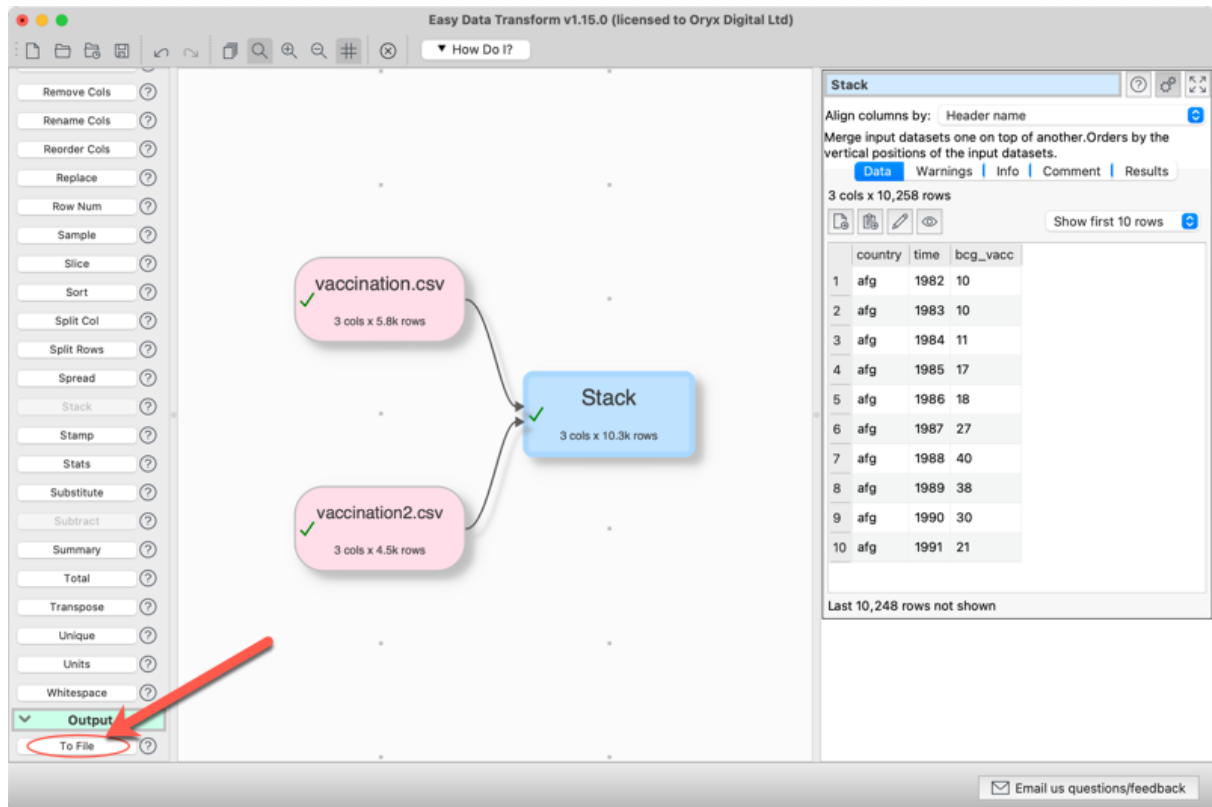 Easy Data Transform v1.15.0 (licensed to Oryx Digital Ltd)
▼ How Do I?
Remove Cols
Rename Cols
Reorder Cols
Replace
Row Num
Sample
Slice
Sort
Split Col
Split Rows
Spread
Stack
Stamp
Stats
Substitute
Subtract
Summary
Total
Transpose
Unique
Units
Whitespace
Output
To File
vaccination.csv
3 cols x 5.8k rows
Stack
3 cols x 10.3k rows
vaccination2.csv
3 cols x 4.5k rows
Stack
Align columns by: Header name
Merge input datasets one on top of another.Orders by the
vertical positions of the input datasets.
Data Warnings Info Comment Results
3 cols x 10,258 rows
Show first 10 rows
country time bcg_vacc
1 afg 1982 10
2 afg 1983 10
3 afg 1984 11
4 afg 1985 17
5 afg 1986 18
6 afg 1987 27
7 afg 1988 40
8 afg 1989 38
9 afg 1990 30
10 afg 1991 21
Last 10,248 rows not shown
Email us questions/feedback